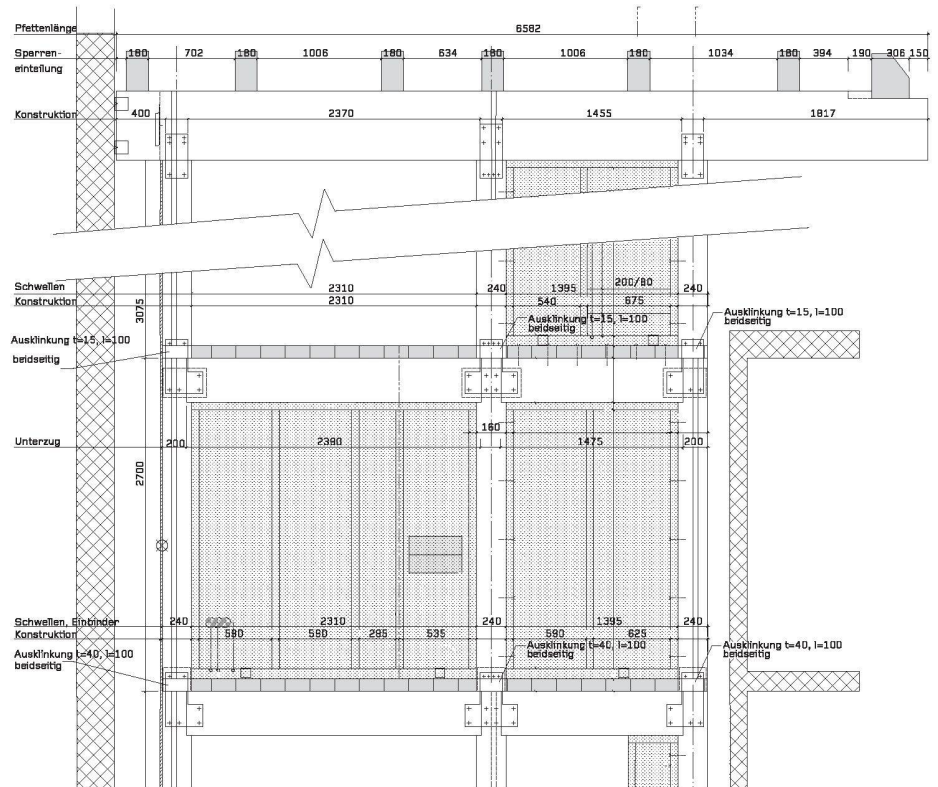 Pfettenlänge 6582
Sparren- 180 702 180 1006 180 634 180 1006 180 1034 180 394 190 306 150
einteilung
Konstruktion 400 2370 1455 1817
200/80
Schwellen 2310 240 1395 240
Konstruktion 2310 540 675
3075
Ausklinkung t=15, l=100
beidseitig
Ausklinkung t=15, l=100
beidseitig
Ausklinkung t=15, l=100
beidseitig
160
Unterzug 200 2390 1475 200
2700
Schwellen, Einbinder 240 2310 240 1395 240
Konstruktion 590 590 295 535 590 625
Ausklinkung t=40, l=100
beidseitig
Ausklinkung t=40, l=100
beidseitig
Ausklinkung t=40, l=100
beidseitig